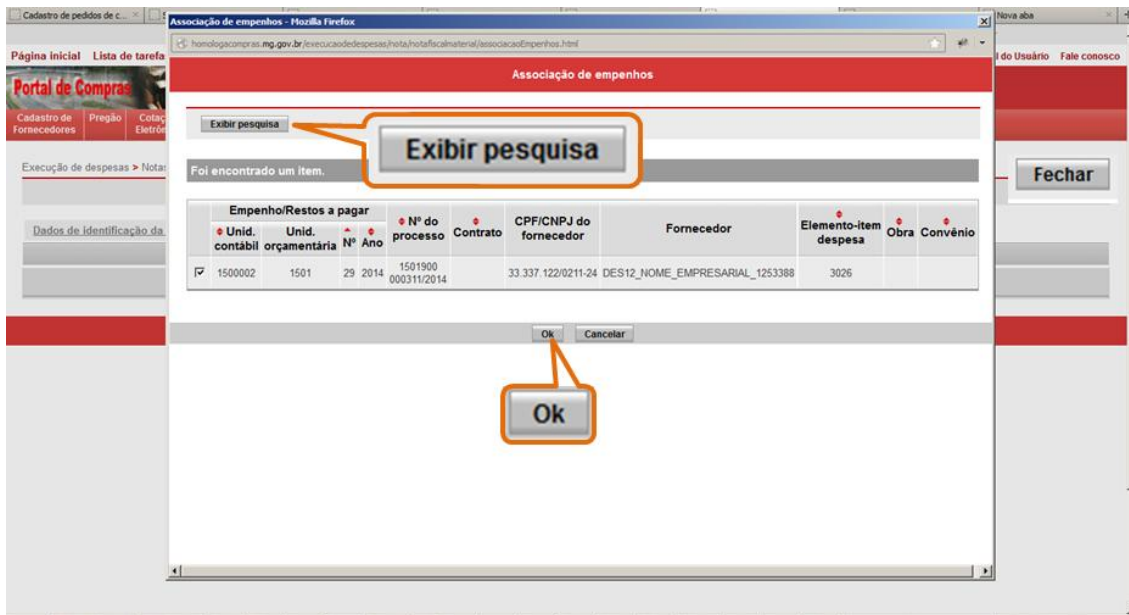 Cadastro de pedidos de c...
Nova aba
Associação de empenhos - Mozilla Firefox
homologacompras.mg.gov.br/execucaodedespesas/nota/notafiscalmaterial/associacaoEmpenhos.html
Página inicial Lista de tarefa
l do Usuário Fale conosco
Portal de Compras
Associação de empenhos
Cadastro de Fornecedores
Pregão
Cotaç
Eletrôn
Exibir pesquisa
Exibir pesquisa
Execução de despesas > Notas
Foi encontrado um item.
Fechar
Dados de identificação da
Empenho/Restos a pagar
Unid. contábil
Unid. orçamentária
Nº
Ano
Nº do processo
Contrato
CPF/CNPJ do fornecedor
Fornecedor
Elemento-item despesa
Obra
Convênio
1500002 1501 29 2014 1501900 000311/2014 33.337.122/0211-24 DES12_NOME_EMPRESARIAL_1253388 3026
Ok Cancelar
Ok